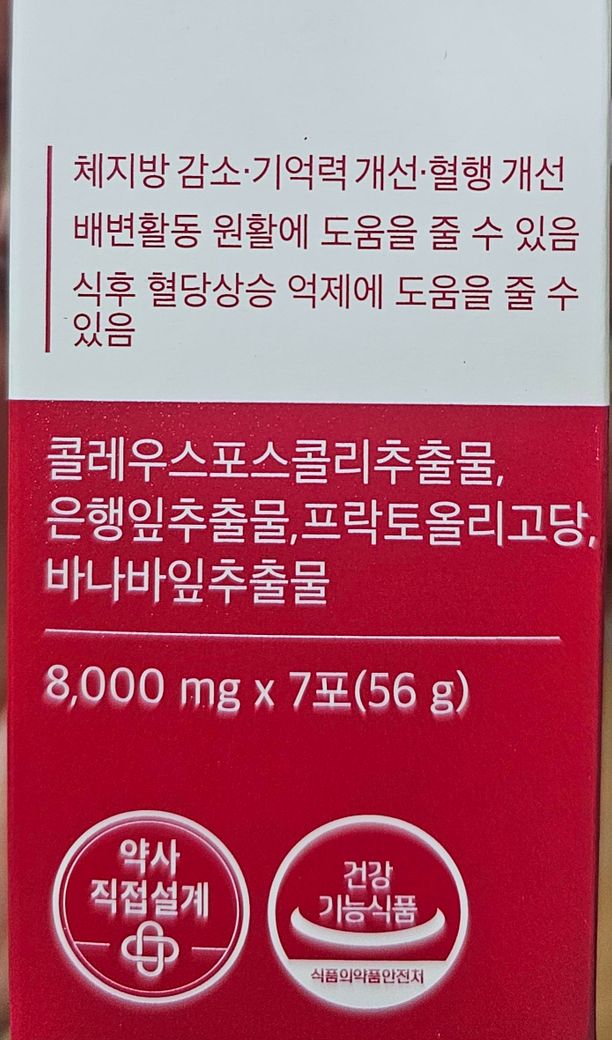 체지방 감소·기억력 개선·혈행 개선
배변활동 원활에 도움을 줄 수 있음
식후 혈당상승 억제에 도움을 줄 수
있음
콜레우스포스콜리추출물,
은행잎추출물,프락토올리고당,
바나바잎추출물
8,000 mg x 7포(56 g)
약사
직접설계
건강
기능식품
식품의약품안전처